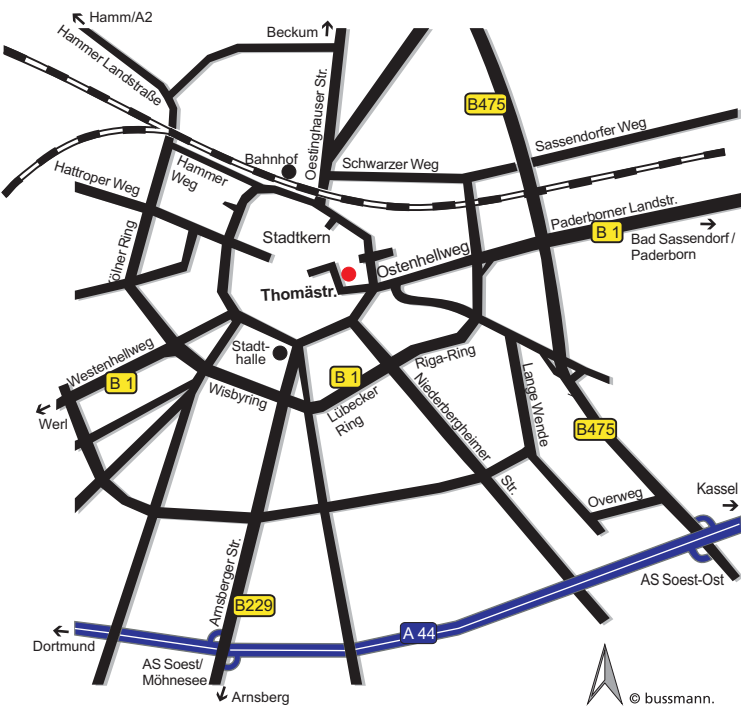 Hamm/A2
Beckum
Hammer Landstraße
Oestinghauser Str.
B475
Sassendorfer Weg
Bahnhof
Schwarzer Weg
Hammer
Weg
Hattroper Weg
Paderborner Landstr.
B 1
Bad Sassendorf/
Paderborn
Stadtkern
Kölner Ring
Ostenhellweg
Thomästr.
Westenhellweg
B 1
Stadt-
halle
Wisbyring
B 1
Lübecker
Ring
Riga-Ring
Niederbergheimer
Str.
Lange Wende
B475
Werl
Overweg
Kassel
AS Soest-Ost
Arnsberger Str.
B229
A 44
Dortmund
AS Soest/
Möhnesee
Arnsberg
© bussmann.